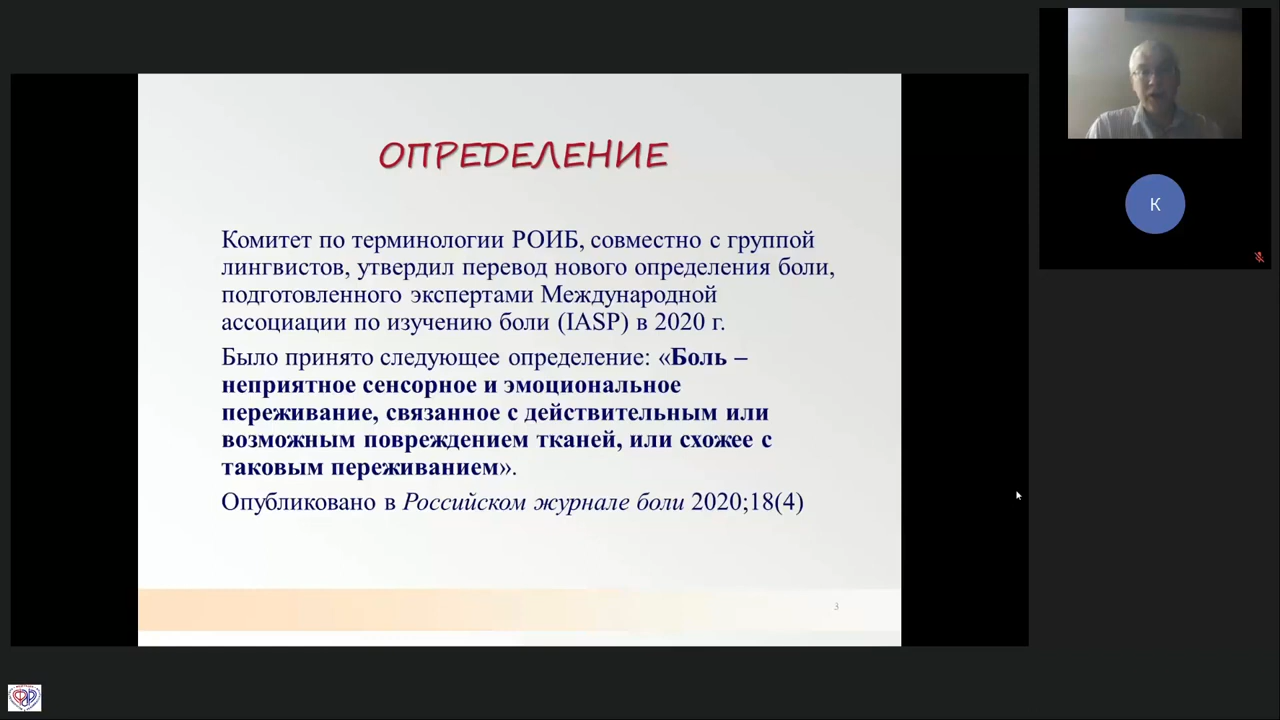 ОПРЕДЕЛЕНИЕ
Комитет по терминологии РОИБ, совместно с группой
лингвистов, утвердил перевод нового определения боли,
подготовленного экспертами Международной
ассоциации по изучению боли (IASP) в 2020 г.
Было принято следующее определение: «Боль –
неприятное сенсорное и эмоциональное
переживание, связанное с действительным или
возможным повреждением тканей, или схожее с
таковым переживанием».
Опубликовано в Российском журнале боли 2020;18(4)
3
К